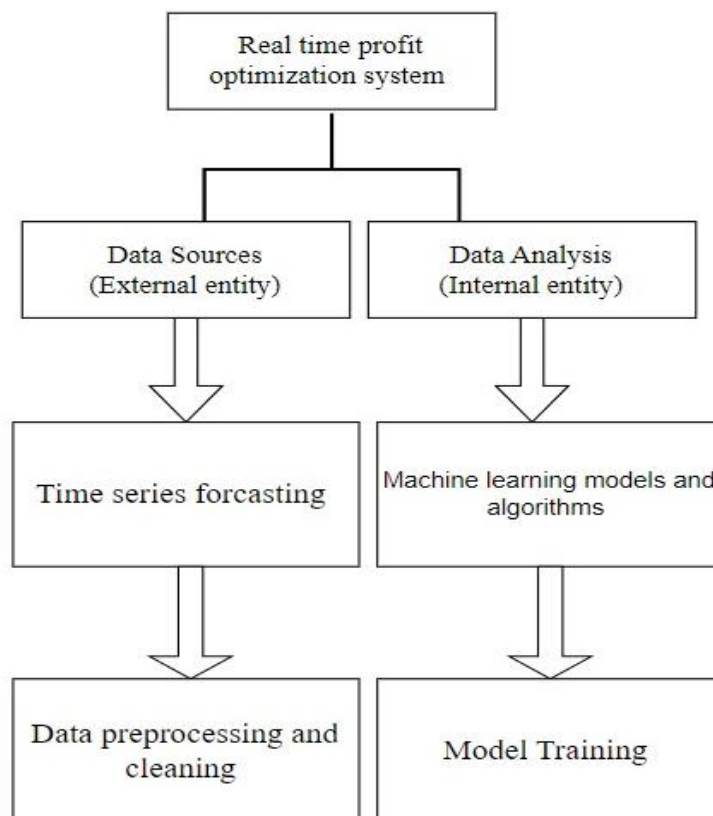 Real time profit
optimization system
Data Sources
(External entity)
Data Analysis
(Internal entity)
Time series forcasting
Machine learning models and
algorithms
Data preprocessing and
cleaning
Model Training